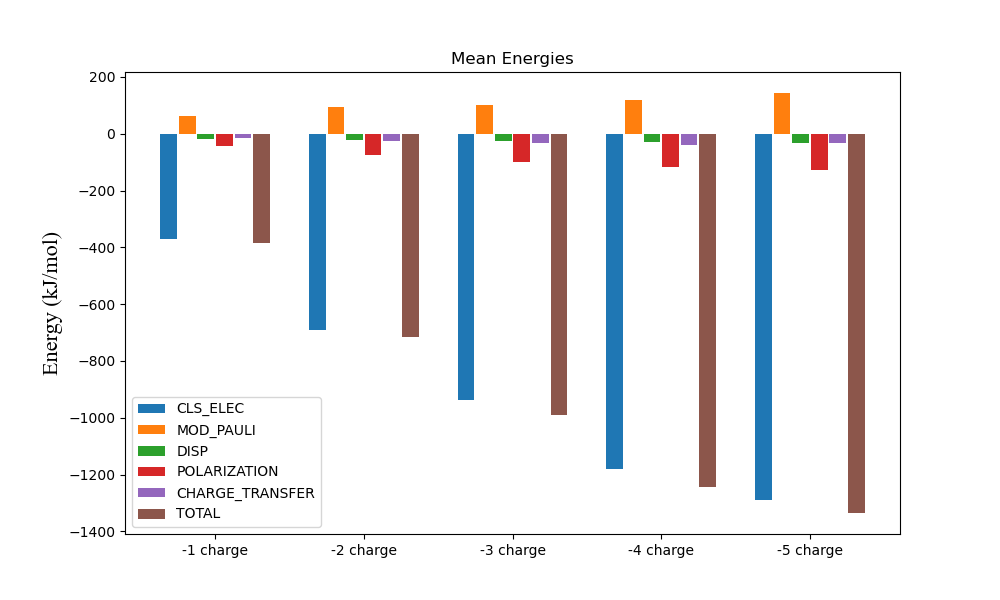 Mean Energies
200
0
−200
−400
−600
−800
−1000
−1200
−1400
Energy (kJ/mol)
CLS_ELEC
MOD_PAULI
DISP
POLARIZATION
CHARGE_TRANSFER
TOTAL
-1 charge
-2 charge
-3 charge
-4 charge
-5 charge